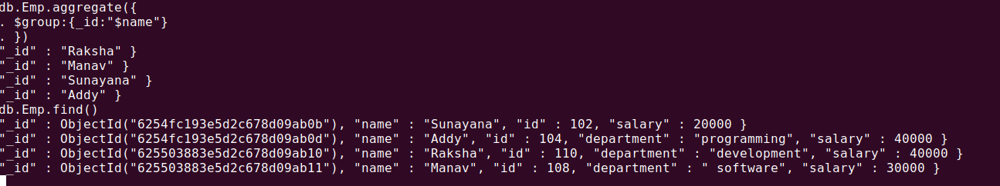 db.Emp.aggregate({
. $group:{_id:"$name"}
. })
"_id" : "Raksha" }
"_id" : "Manav" }
"_id" : "Sunayana" }
"_id" : "Addy" }
db.Emp.find()
"_id" : ObjectId("6254fc193e5d2c678d09ab0b"), "name" : "Sunayana", "id" : 102, "salary" : 20000 }
"_id" : ObjectId("6254fc193e5d2c678d09ab0d"), "name" : "Addy", "id" : 104, "department" : "programming", "salary" : 40000 }
"_id" : ObjectId("625503883e5d2c678d09ab10"), "name" : "Raksha", "id" : 110, "department" : "development", "salary" : 40000 }
"_id" : ObjectId("625503883e5d2c678d09ab11"), "name" : "Manav", "id" : 108, "department" : " software", "salary" : 30000 }